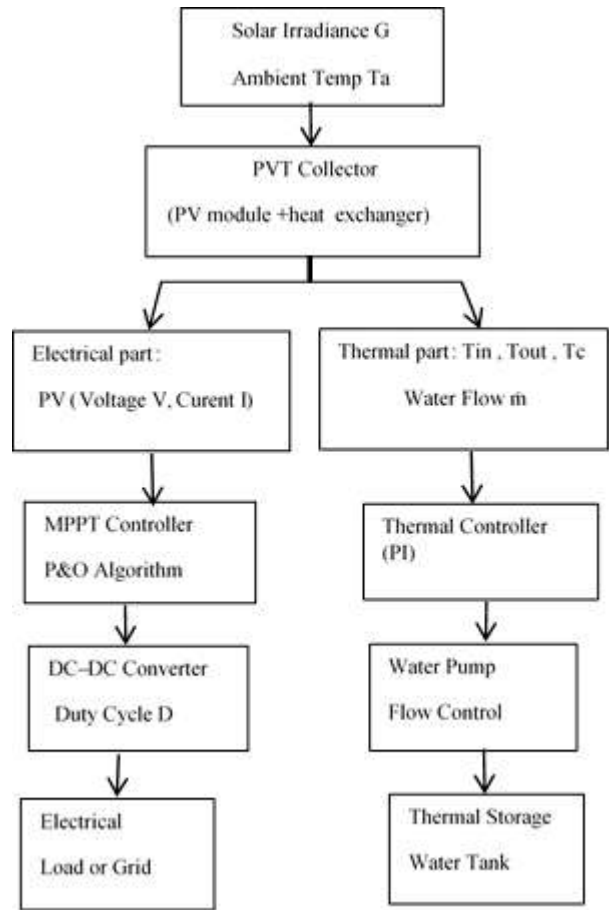 Solar Irradiance G
Ambient Temp Ta
PVT Collector
(PV module +heat exchanger)
Electrical part:
PV (Voltage V, Curent I)
Thermal part: Tin , Tout , Tc
Water Flow ṁ
MPPT Controller
P&O Algorithm
Thermal Controller
(PI)
DC–DC Converter
Duty Cycle D
Water Pump
Flow Control
Electrical
Load or Grid
Thermal Storage
Water Tank